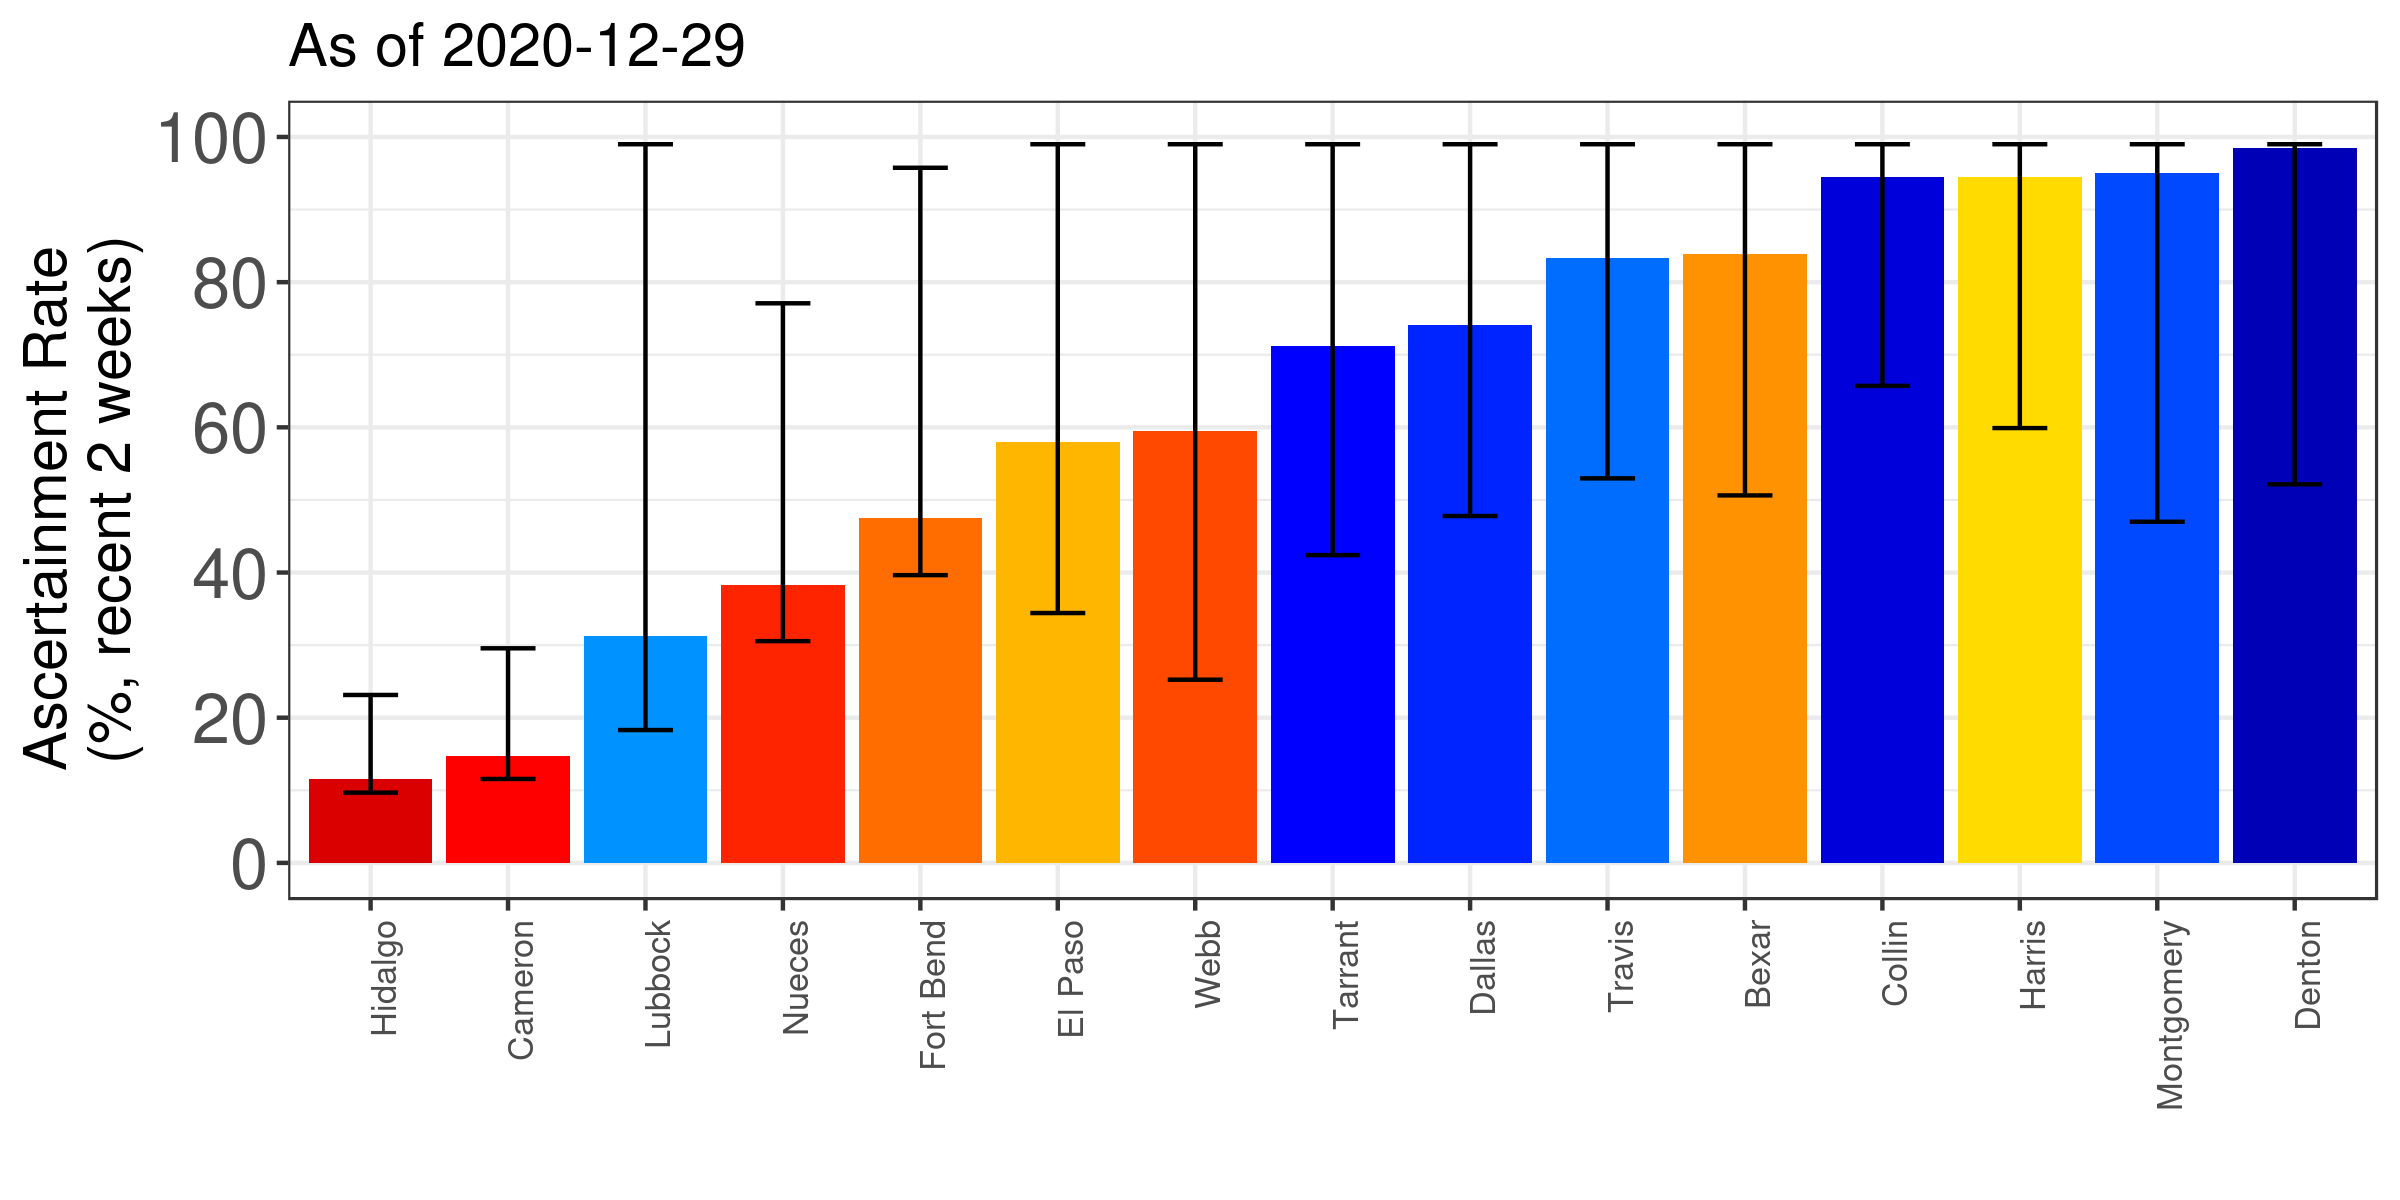 As of 2020-12-29
Ascertainment Rate
(%, recent 2 weeks)
100
80
60
40
20
0
Hidalgo
Cameron
Lubbock
Nueces
Fort Bend
El Paso
Webb
Tarrant
Dallas
Travis
Bexar
Collin
Harris
Montgomery
Denton